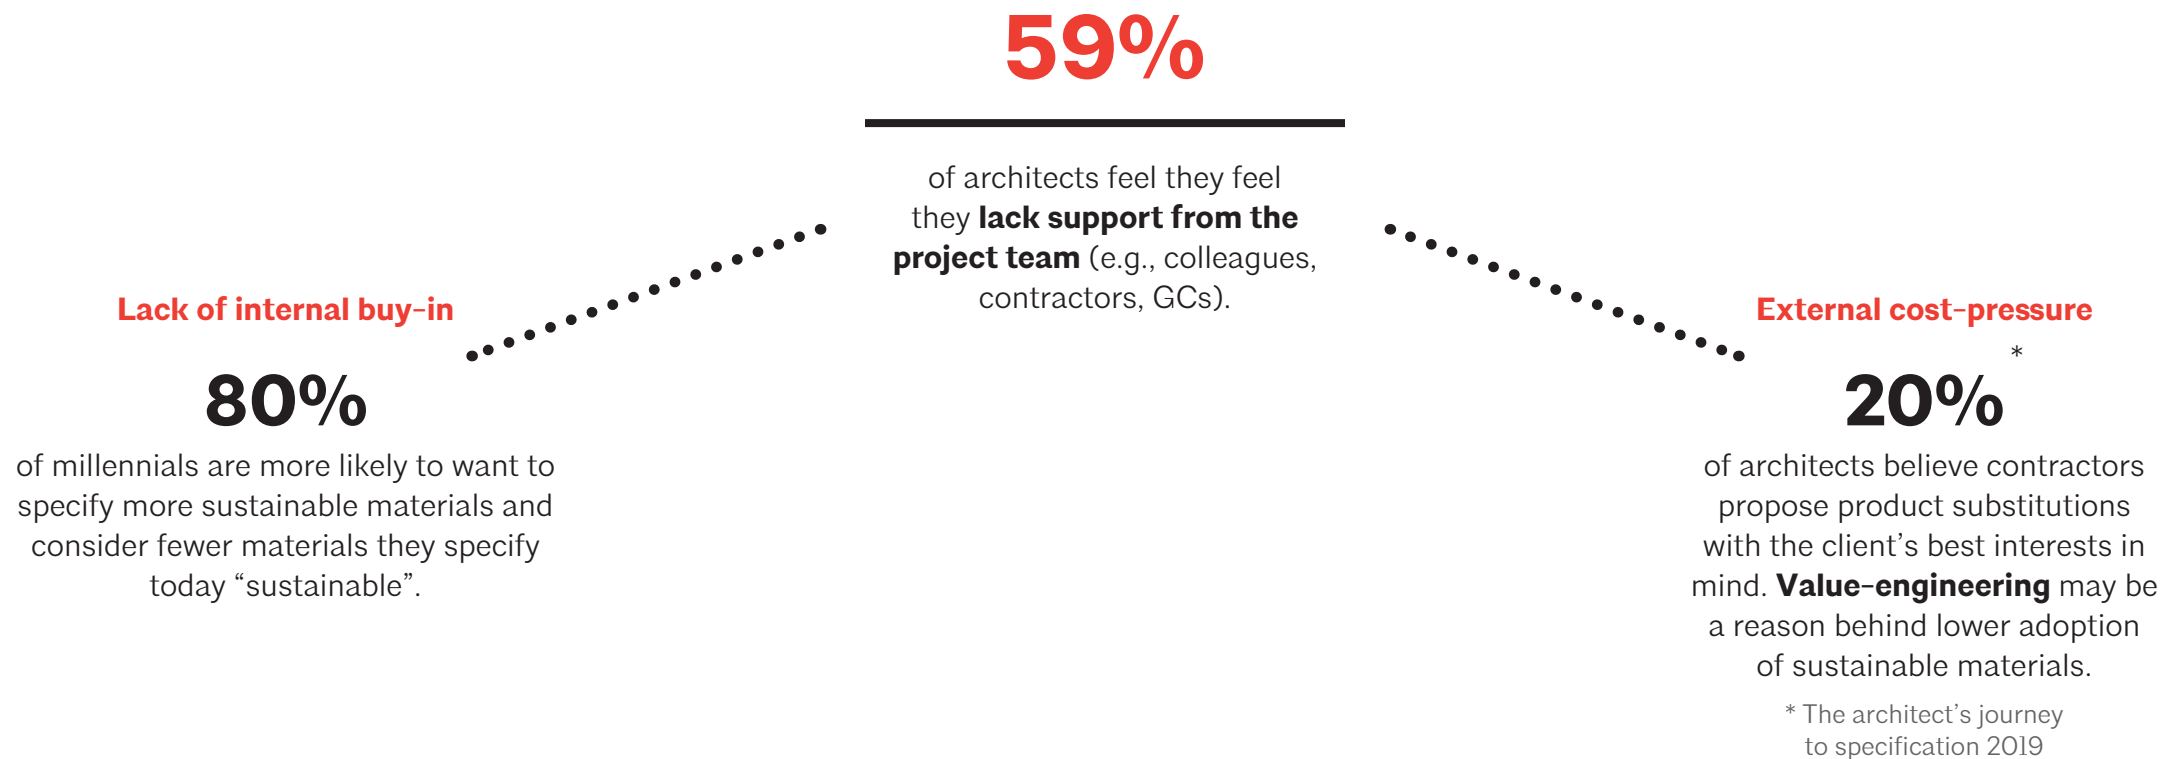 59%
of architects feel they feel
they lack support from the
project team (e.g., colleagues,
contractors, GCs).
Lack of internal buy-in
80%
of millennials are more likely to want to
specify more sustainable materials and
consider fewer materials they specify
today “sustainable”.
External cost-pressure
*
20%
of architects believe contractors
propose product substitutions
with the client’s best interests in
mind. Value-engineering may be
a reason behind lower adoption
of sustainable materials.
* The architect’s journey
to specification 2019